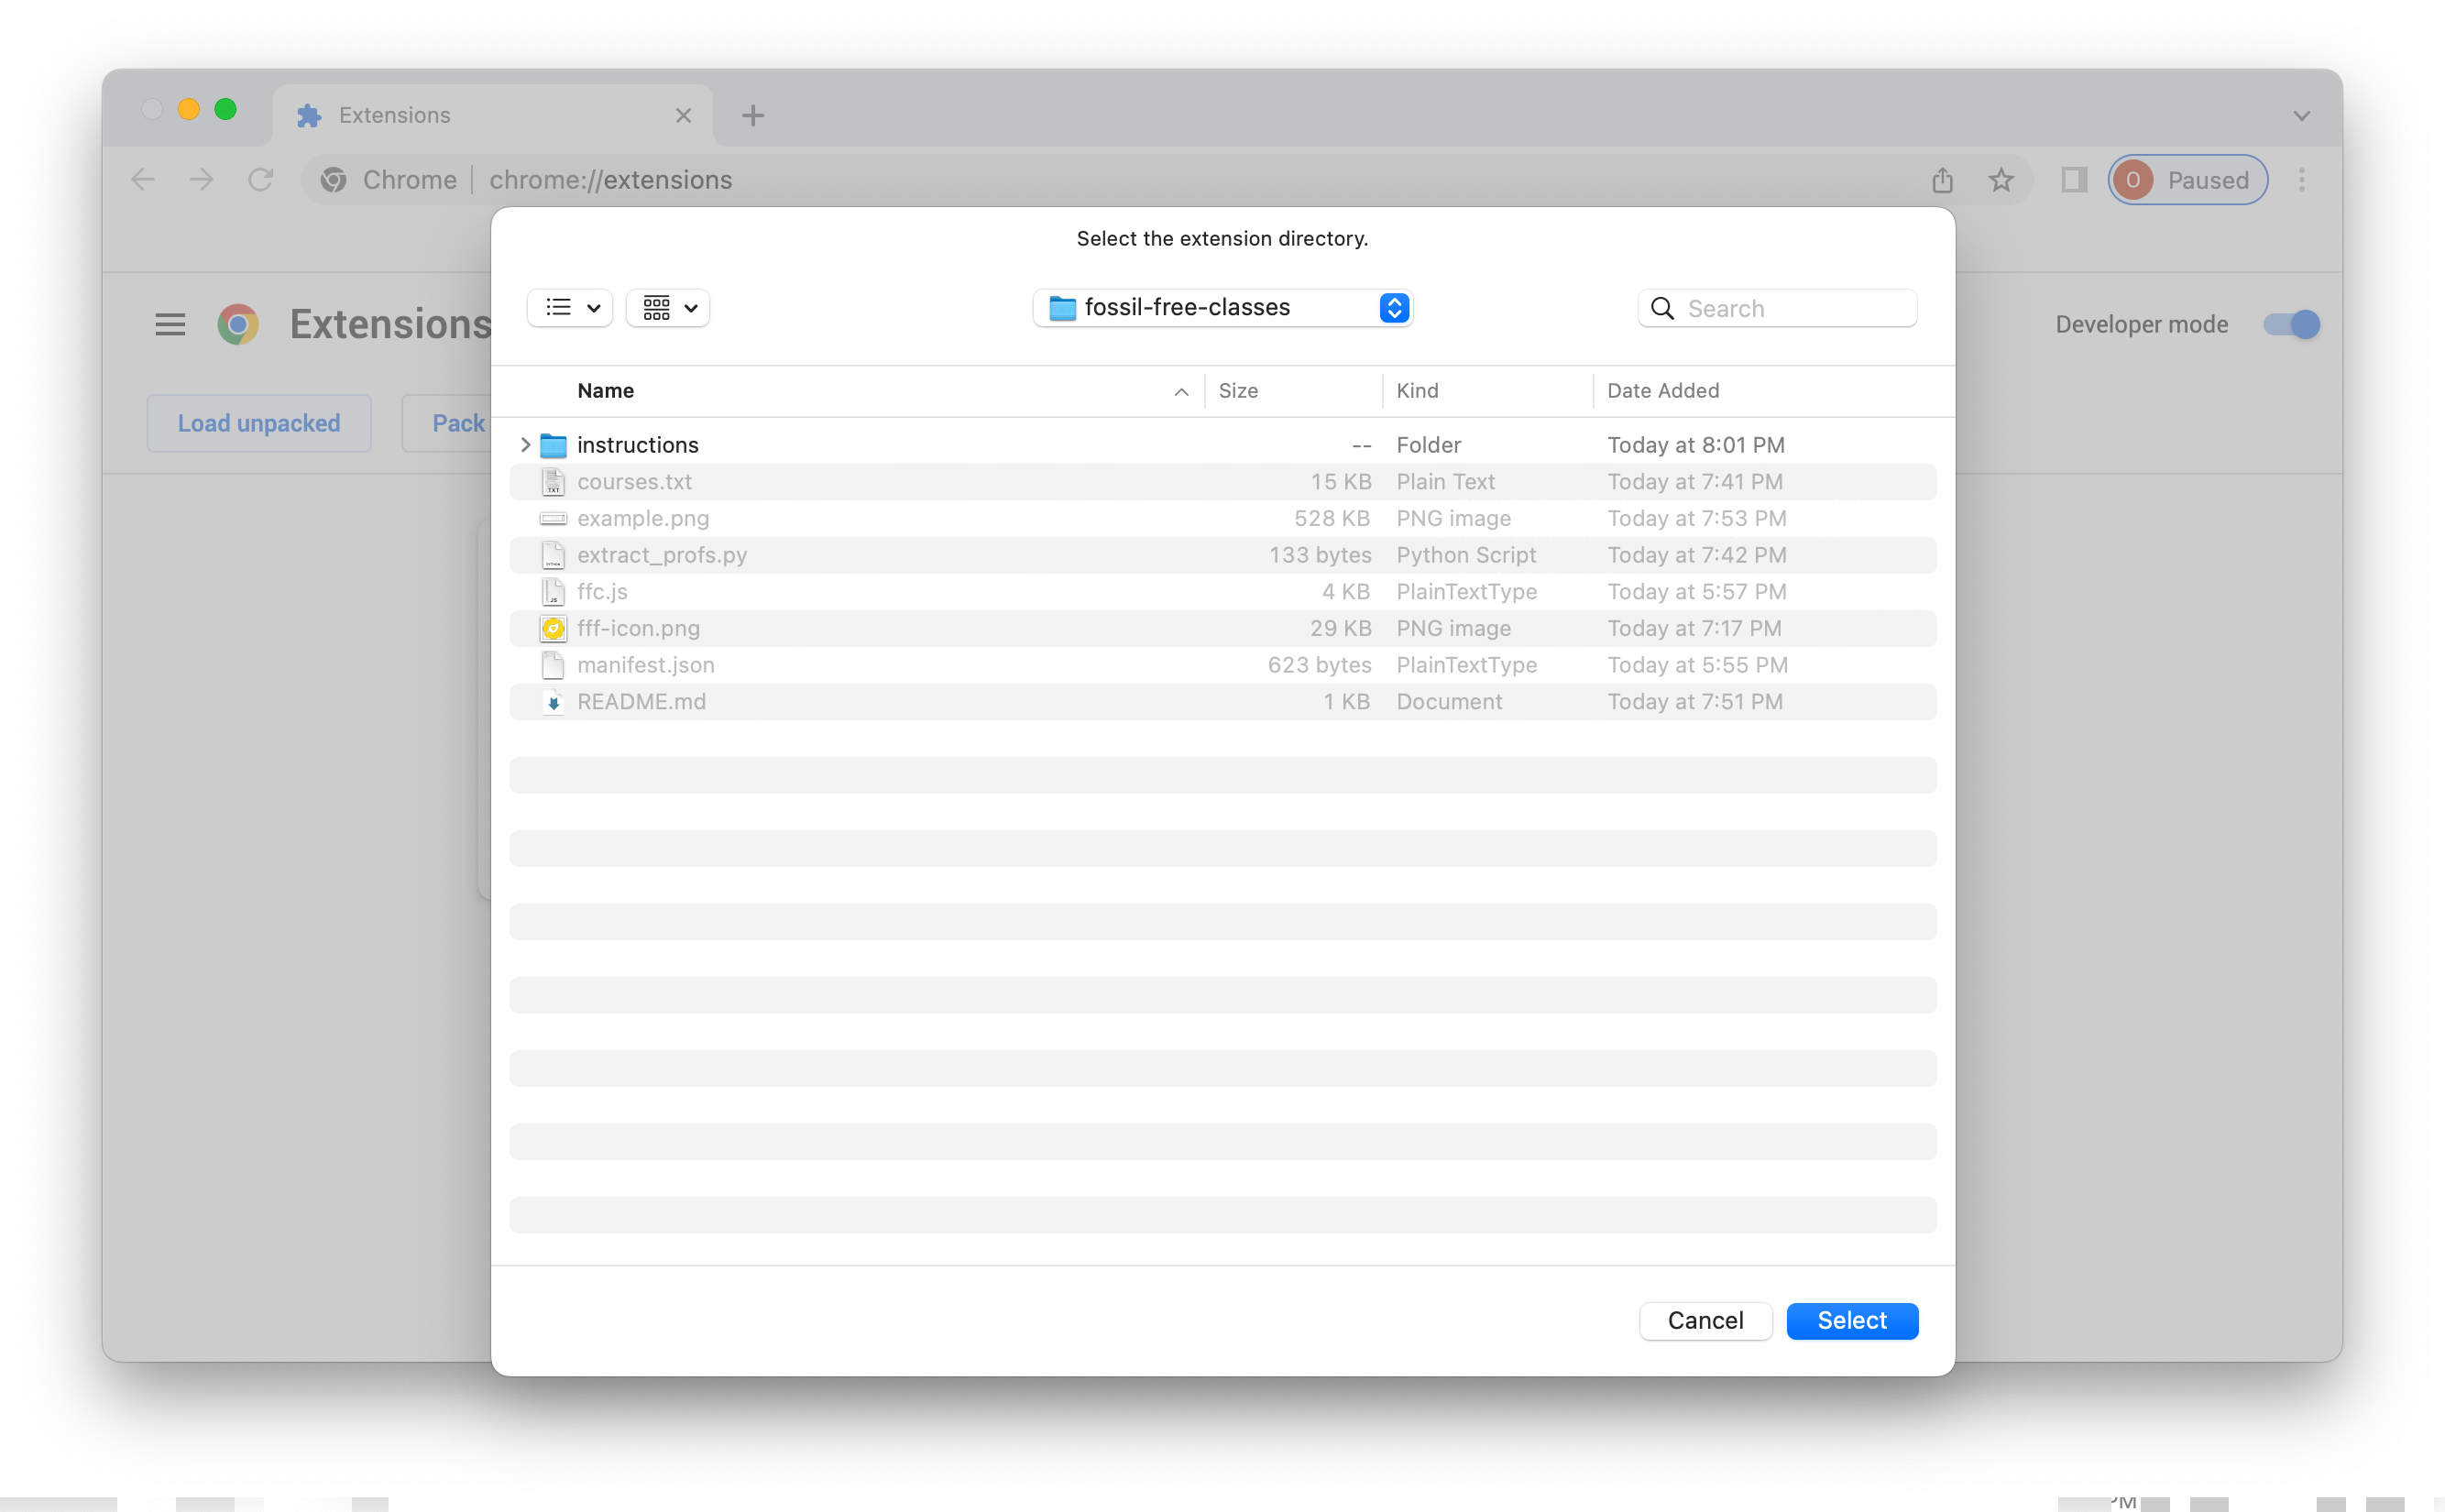 Extensions
Chrome | chrome://extensions
O Paused
Select the extension directory.
fossil-free-classes
Search
Extensions
Developer mode
Load unpacked
Pack
Name Size Kind Date Added
instructions -- Folder Today at 8:01 PM
courses.txt 15 KB Plain Text Today at 7:41 PM
example.png 528 KB PNG image Today at 7:53 PM
extract_profs.py 133 bytes Python Script Today at 7:42 PM
ffc.js 4 KB PlainTextType Today at 5:57 PM
fff-icon.png 29 KB PNG image Today at 7:17 PM
manifest.json 623 bytes PlainTextType Today at 5:55 PM
README.md 1 KB Document Today at 7:51 PM
Cancel Select